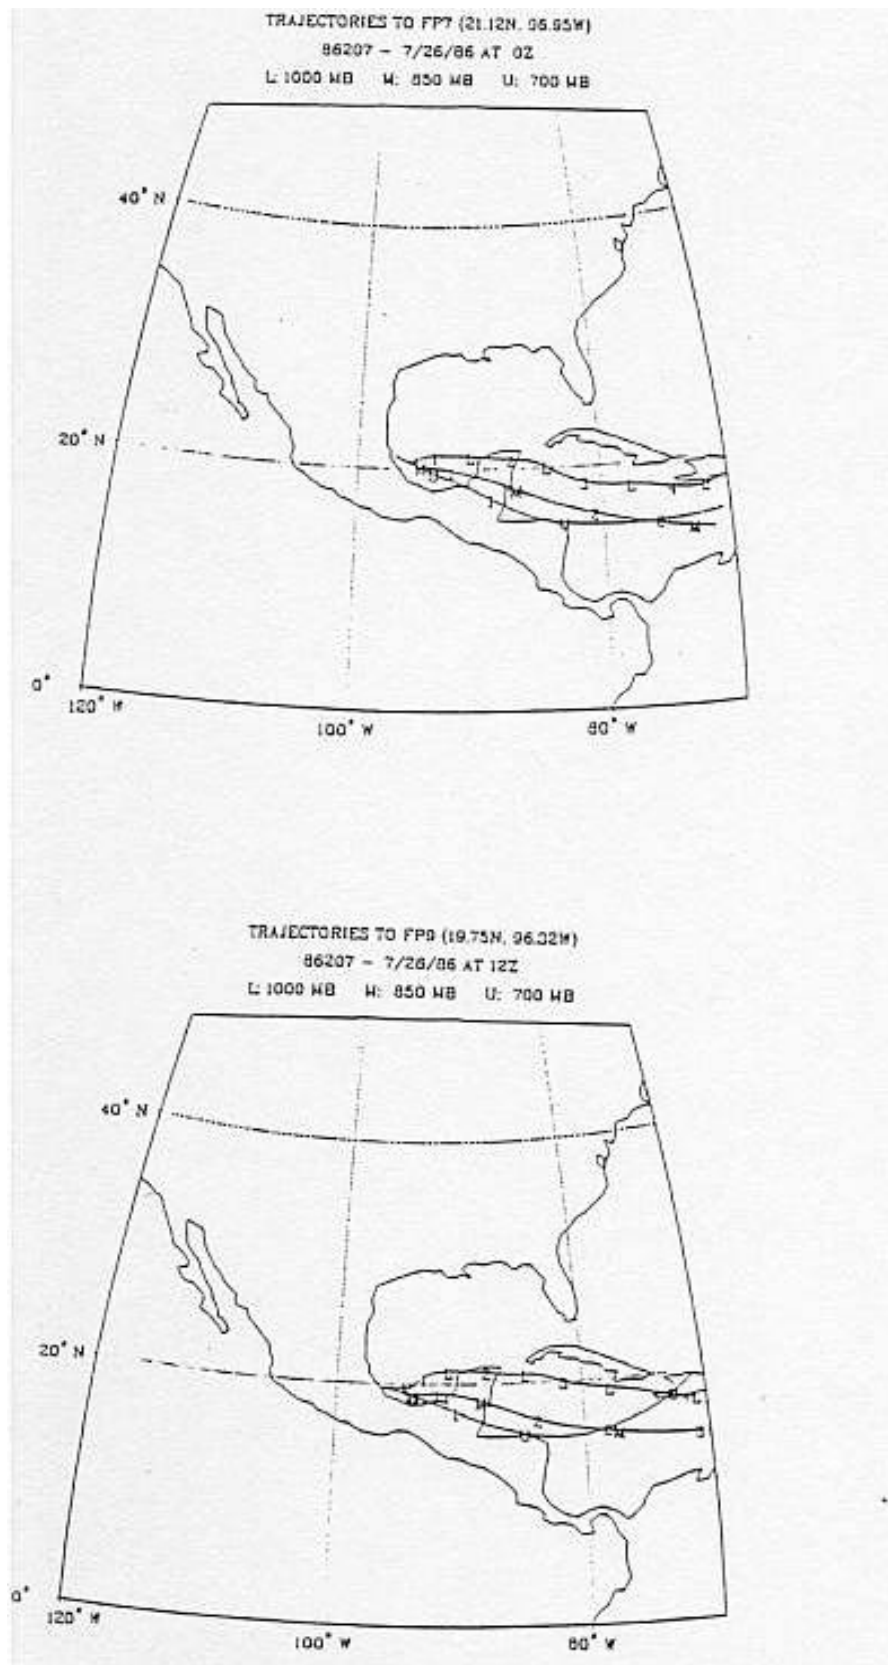 TRAJECTORIES TO FP7 (21.12N, 96.95W)
86207 - 7/26/86 AT 0Z
L: 1000 MB M: 850 MB U: 700 MB
40° N
20° N
0°
120° W
100° W
80° W
TRAJECTORIES TO FP9 (19.75N, 96.32W)
86207 - 7/26/86 AT 12Z
L: 1000 MB M: 850 MB U: 700 MB
40° N
20° N
0°
120° W
100° W
80° W